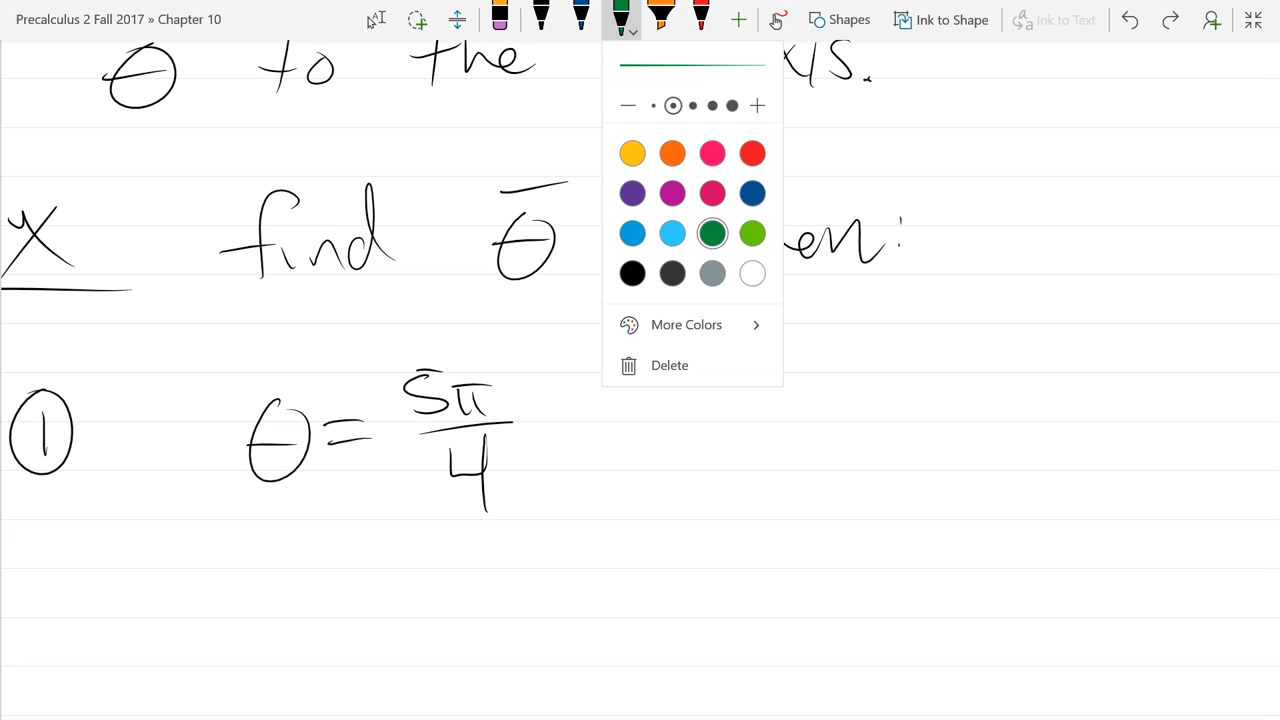 Precalculus 2 Fall 2017 » Chapter 10
Shapes
Ink to Shape
Ink to Text
θ to the
x find θ̅
More Colors
Delete
① θ = 5π/4